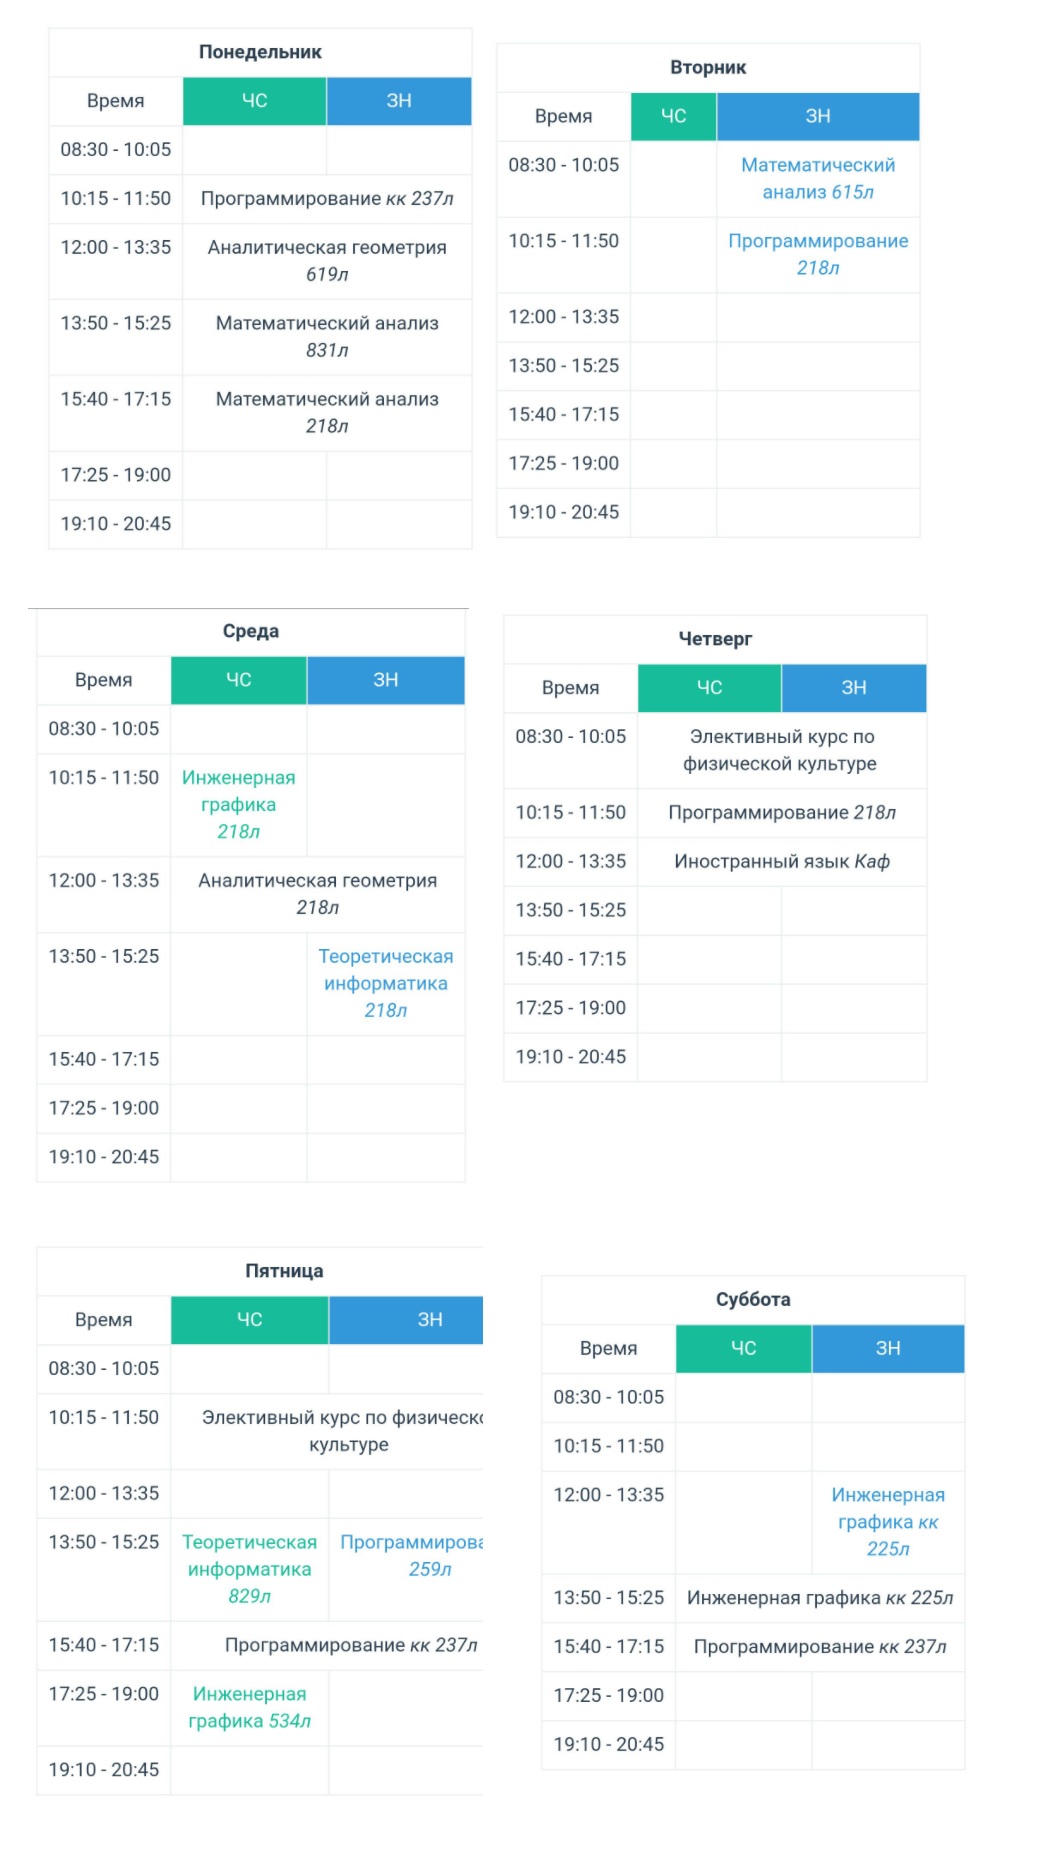 Понедельник
Время ЧС ЗН
08:30 - 10:05
10:15 - 11:50 Программирование кк 237л
12:00 - 13:35 Аналитическая геометрия
619л
13:50 - 15:25 Математический анализ
831л
15:40 - 17:15 Математический анализ
218л
17:25 - 19:00
19:10 - 20:45
Вторник
Время ЧС ЗН
08:30 - 10:05 Математический
анализ 615л
10:15 - 11:50 Программирование
218л
12:00 - 13:35
13:50 - 15:25
15:40 - 17:15
17:25 - 19:00
19:10 - 20:45
Среда
Время ЧС ЗН
08:30 - 10:05
10:15 - 11:50 Инженерная
графика
218л
12:00 - 13:35 Аналитическая геометрия
218л
13:50 - 15:25 Теоретическая
информатика
218л
15:40 - 17:15
17:25 - 19:00
19:10 - 20:45
Четверг
Время ЧС ЗН
08:30 - 10:05 Элективный курс по
физической культуре
10:15 - 11:50 Программирование 218л
12:00 - 13:35 Иностранный язык Каф
13:50 - 15:25
15:40 - 17:15
17:25 - 19:00
19:10 - 20:45
Пятница
Время ЧС ЗН
08:30 - 10:05
10:15 - 11:50 Элективный курс по физическо
культуре
12:00 - 13:35
13:50 - 15:25 Теоретическая Программирова
информатика 259л
829л
15:40 - 17:15 Программирование кк 237л
17:25 - 19:00 Инженерная
графика 534л
19:10 - 20:45
Суббота
Время ЧС ЗН
08:30 - 10:05
10:15 - 11:50
12:00 - 13:35 Инженерная
графика кк
225л
13:50 - 15:25 Инженерная графика кк 225л
15:40 - 17:15 Программирование кк 237л
17:25 - 19:00
19:10 - 20:45